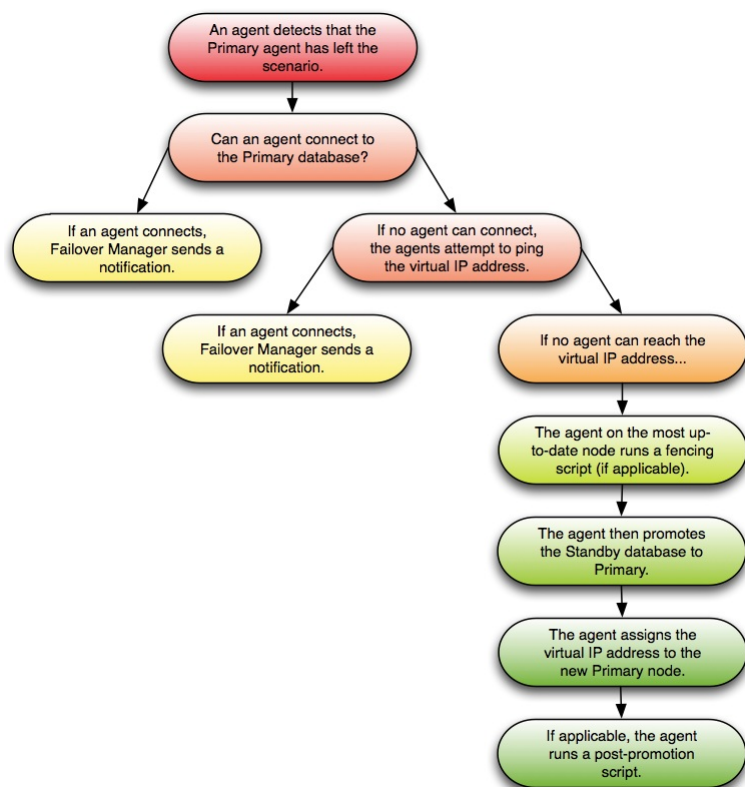 An agent detects that the
Primary agent has left the
scenario.
Can an agent connect to
the Primary database?
If an agent connects,
Failover Manager sends a
notification.
If no agent can connect,
the agents attempt to ping
the virtual IP address.
If an agent connects,
Failover Manager sends a
notification.
If no agent can reach the
virtual IP address...
The agent on the most up-
to-date node runs a fencing
script (if applicable).
The agent then promotes
the Standby database to
Primary.
The agent assigns the
virtual IP address to the
new Primary node.
If applicable, the agent
runs a post-promotion
script.